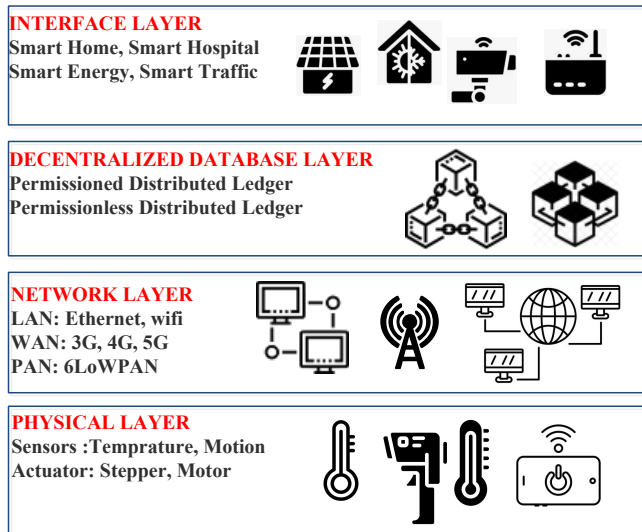 INTERFACE LAYER
Smart Home, Smart Hospital
Smart Energy, Smart Traffic
DECENTRALIZED DATABASE LAYER
Permissioned Distributed Ledger
Permissionless Distributed Ledger
NETWORK LAYER
LAN: Ethernet, wifi
WAN: 3G, 4G, 5G
PAN: 6LoWPAN
PHYSICAL LAYER
Sensors :Temprature, Motion
Actuator: Stepper, Motor